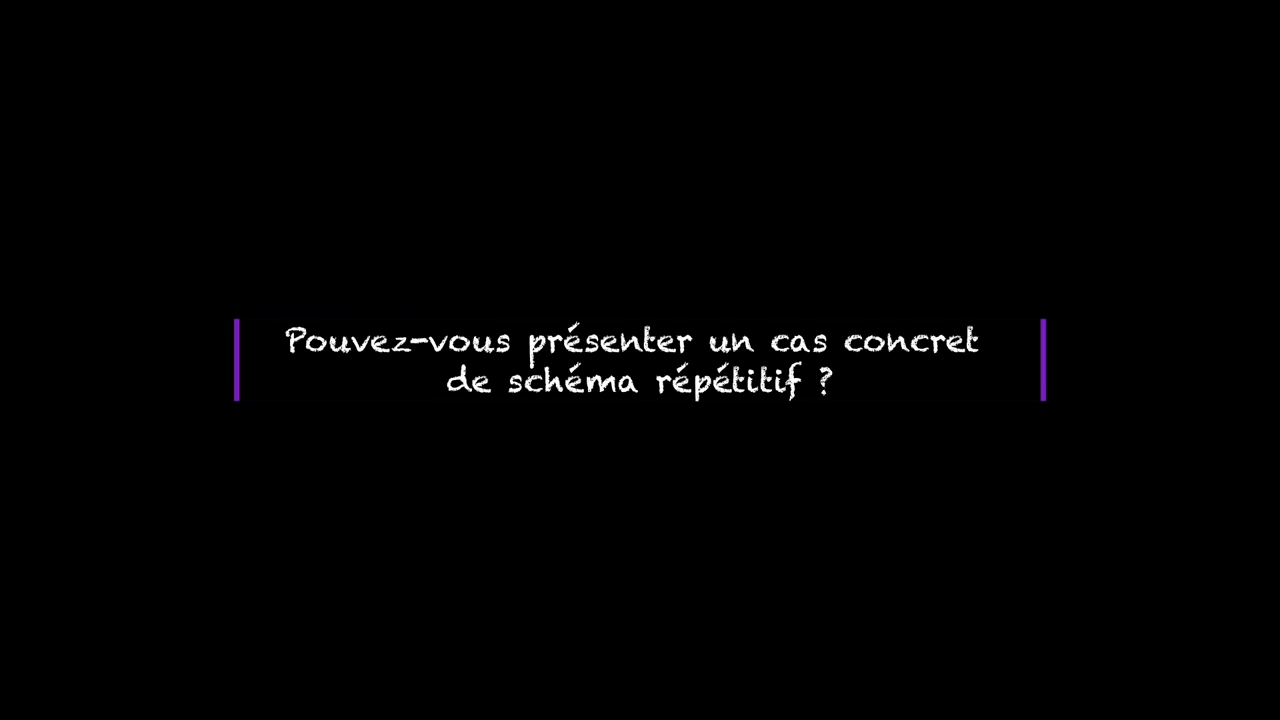 Pouvez-vous présenter un cas concret
de schéma répétitif ?